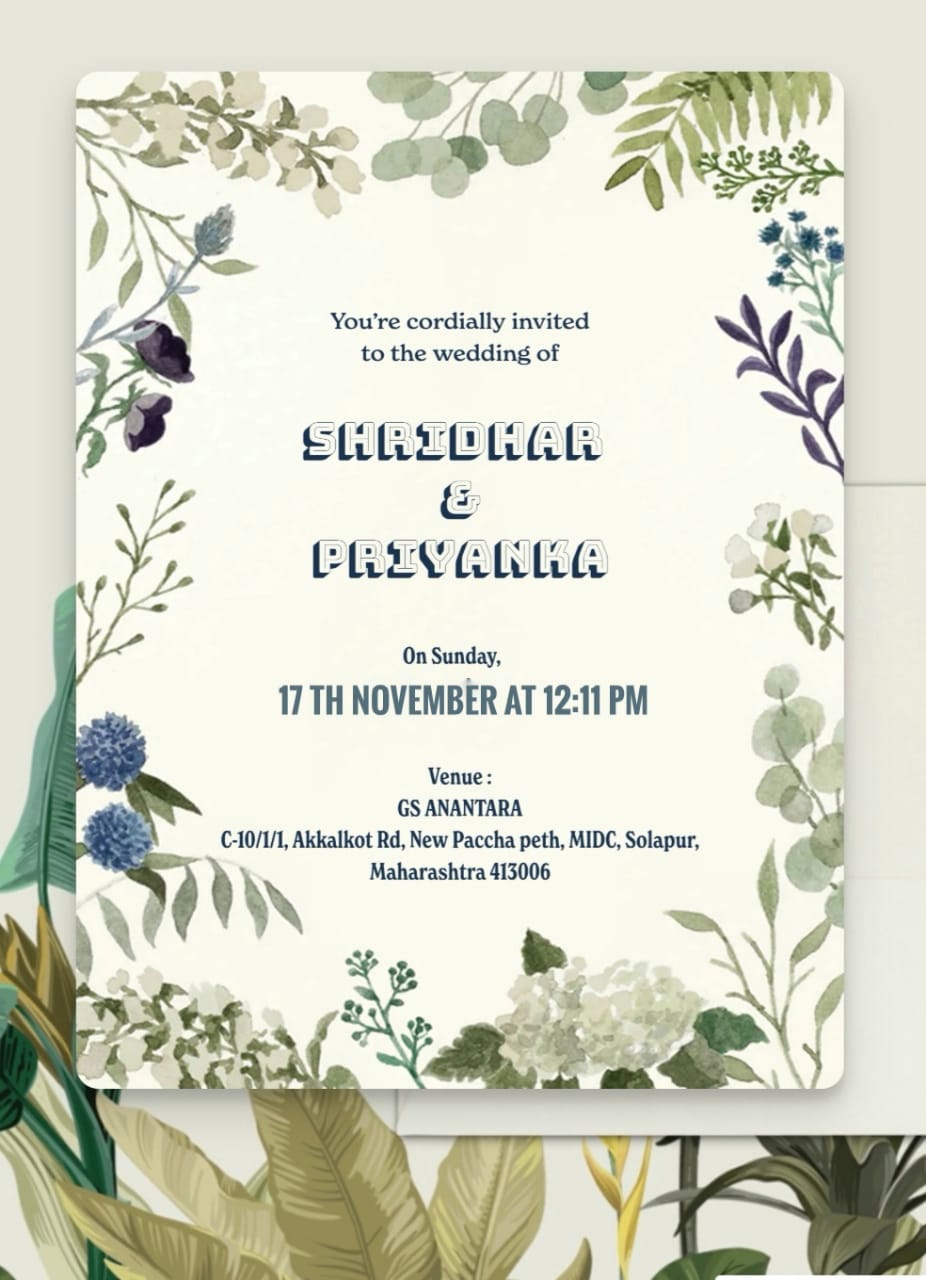 You're cordially invited
to the wedding of
SHRIDHAR
&
PRIYANKA
On Sunday,
17 TH NOVEMBER AT 12:11 PM
Venue :
GS ANANTARA
C-10/1/1, Akkalkot Rd, New Paccha peth, MIDC, Solapur,
Maharashtra 413006